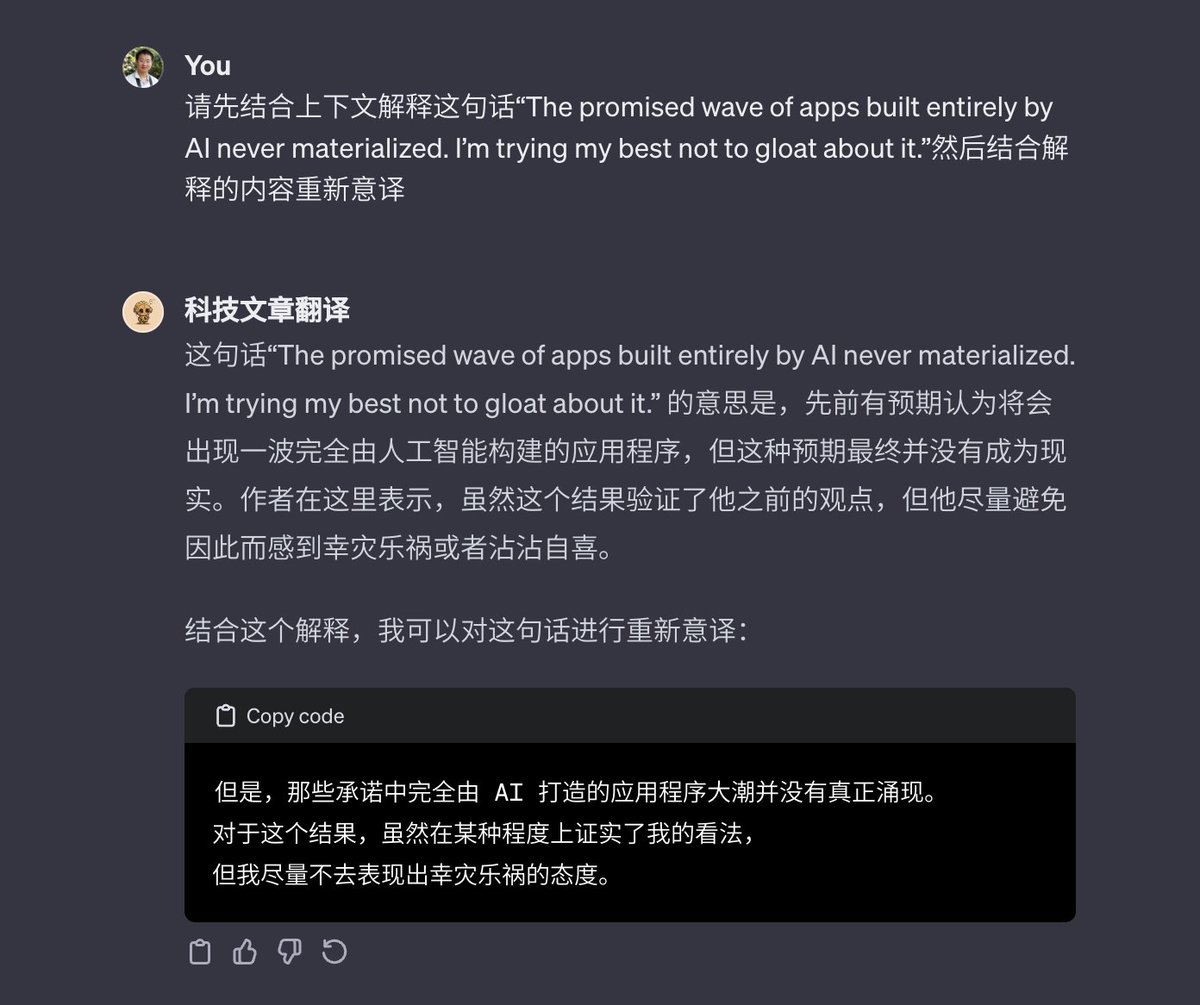 You
请先结合上下文解释这句话“The promised wave of apps built entirely by
AI never materialized. I’m trying my best not to gloat about it.”然后结合解
释的内容重新意译
科技文章翻译
这句话“The promised wave of apps built entirely by AI never materialized.
I’m trying my best not to gloat about it.” 的意思是，先前有预期认为将会
出现一波完全由人工智能构建的应用程序，但这种预期最终并没有成为现
实。作者在这里表示，虽然这个结果验证了他之前的观点，但他尽量避免
因此而感到幸灾乐祸或者沾沾自喜。
结合这个解释，我可以对这句话进行重新意译：
Copy code
但是，那些承诺中完全由 AI 打造的应用程序大潮并没有真正涌现。
对于这个结果，虽然在某种程度上证实了我的看法，
但我尽量不去表现出幸灾乐祸的态度。